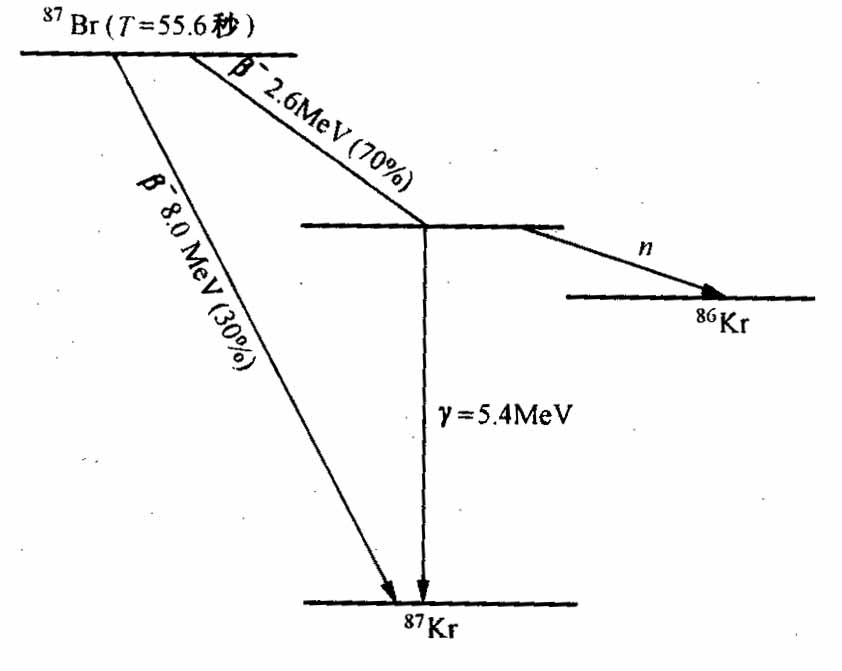 ⁸⁷Br (T=55.6秒)
β⁻ 2.6MeV (70%)
β⁻ 8.0 MeV (30%)
n
⁸⁶Kr
γ=5.4MeV
⁸⁷Kr